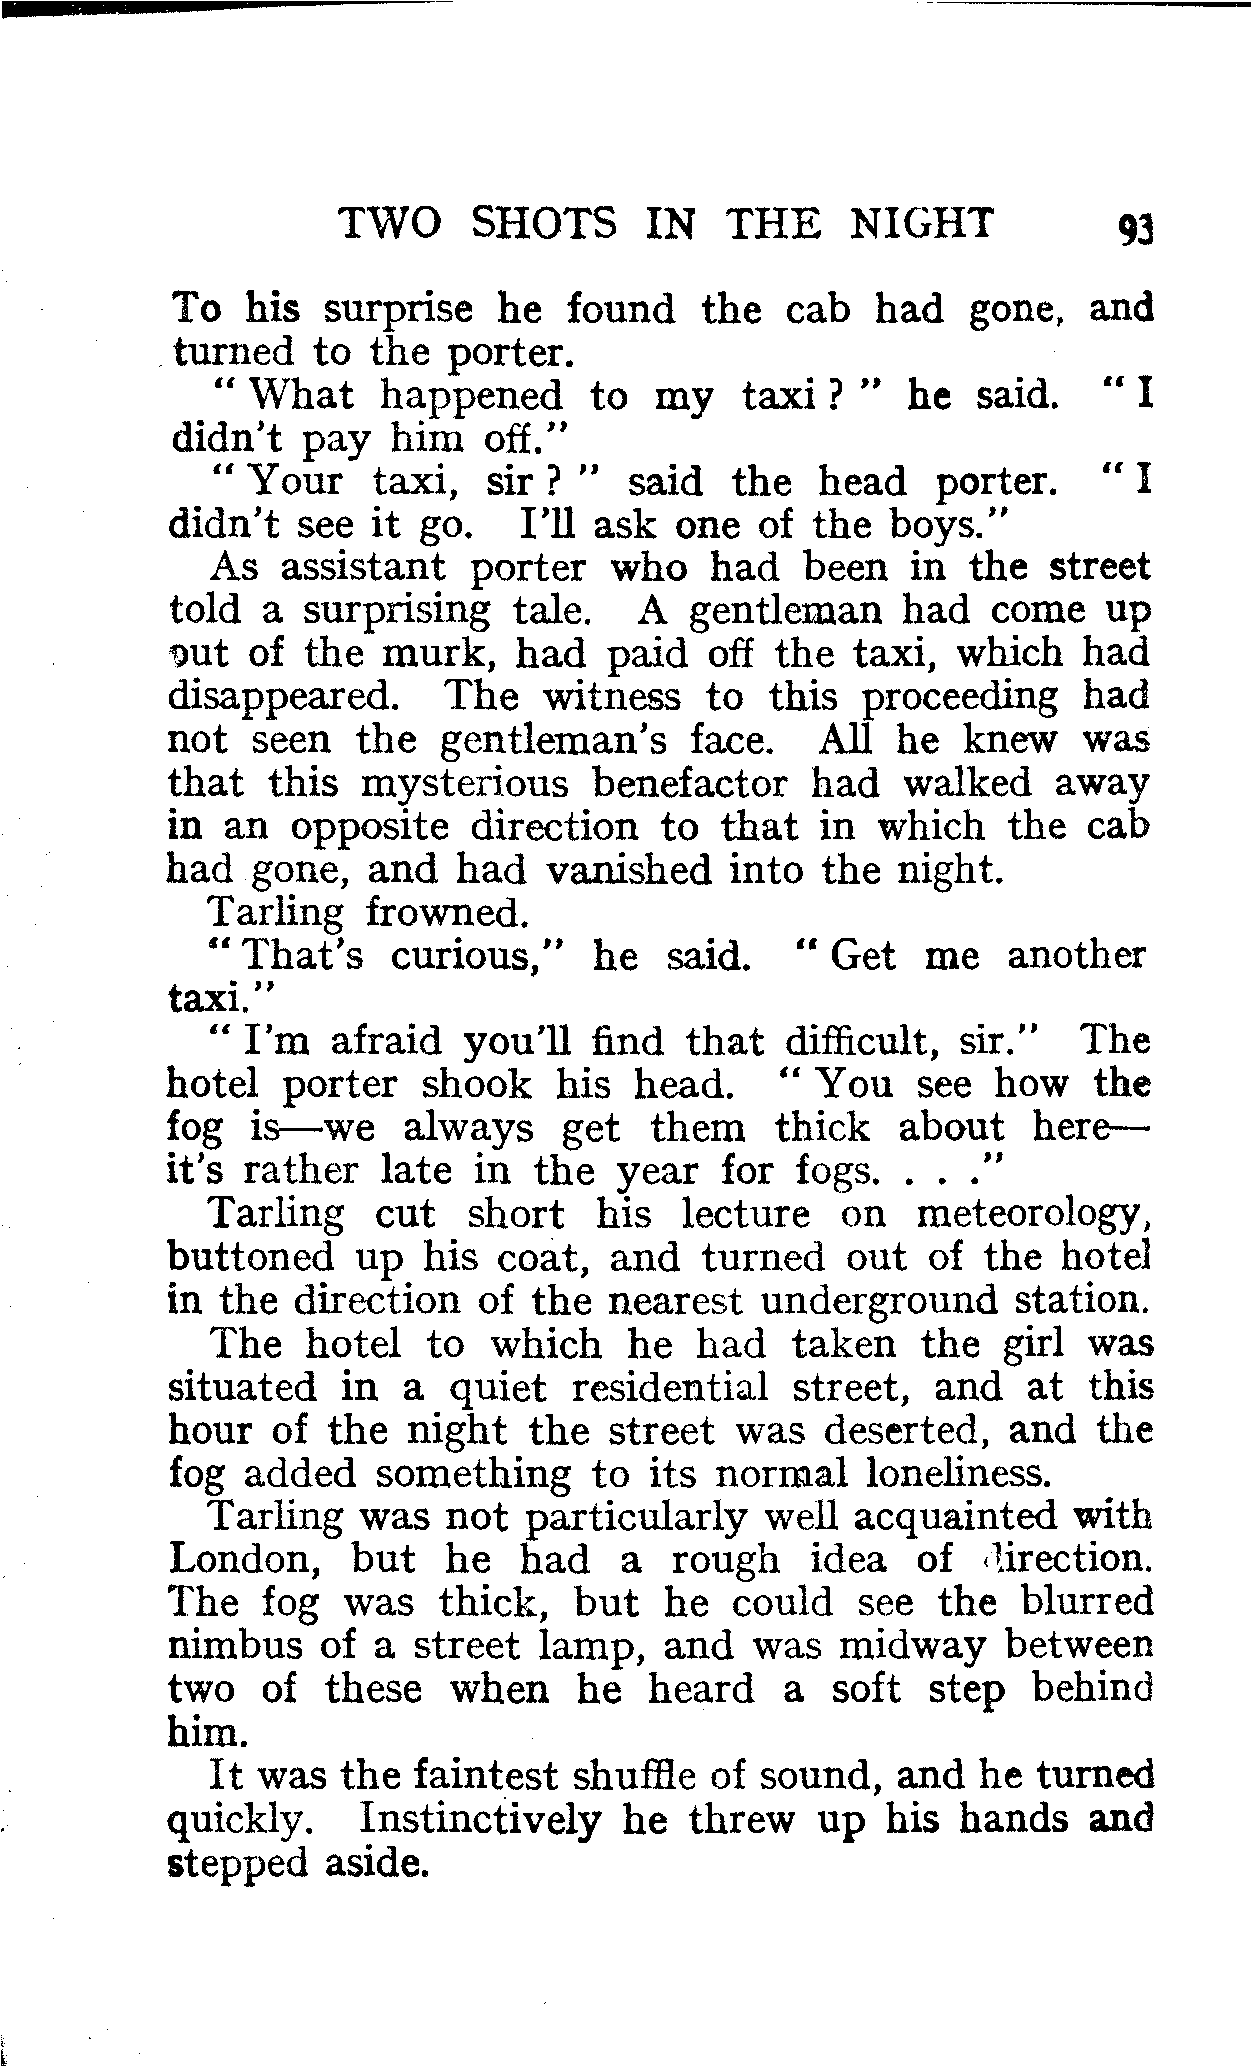 TWO SHOTS IN THE NIGHT 93
To his surprise he found the cab had gone, and
turned to the porter.
“ What happened to my taxi ? ” he said. “ I
didn't pay him off.”
“ Your taxi, sir ? ” said the head porter. “ I
didn't see it go. I'll ask one of the boys.”
As assistant porter who had been in the street
told a surprising tale. A gentleman had come up
out of the murk, had paid off the taxi, which had
disappeared. The witness to this proceeding had
not seen the gentleman's face. All he knew was
that this mysterious benefactor had walked away
in an opposite direction to that in which the cab
had gone, and had vanished into the night.
Tarling frowned.
“ That's curious,” he said. “ Get me another
taxi.”
“ I'm afraid you'll find that difficult, sir.” The
hotel porter shook his head. “ You see how the
fog is—we always get them thick about here—
it's rather late in the year for fogs. . . .”
Tarling cut short his lecture on meteorology,
buttoned up his coat, and turned out of the hotel
in the direction of the nearest underground station.
The hotel to which he had taken the girl was
situated in a quiet residential street, and at this
hour of the night the street was deserted, and the
fog added something to its normal loneliness.
Tarling was not particularly well acquainted with
London, but he had a rough idea of direction.
The fog was thick, but he could see the blurred
nimbus of a street lamp, and was midway between
two of these when he heard a soft step behind
him.
It was the faintest shuffle of sound, and he turned
quickly. Instinctively he threw up his hands and
stepped aside.